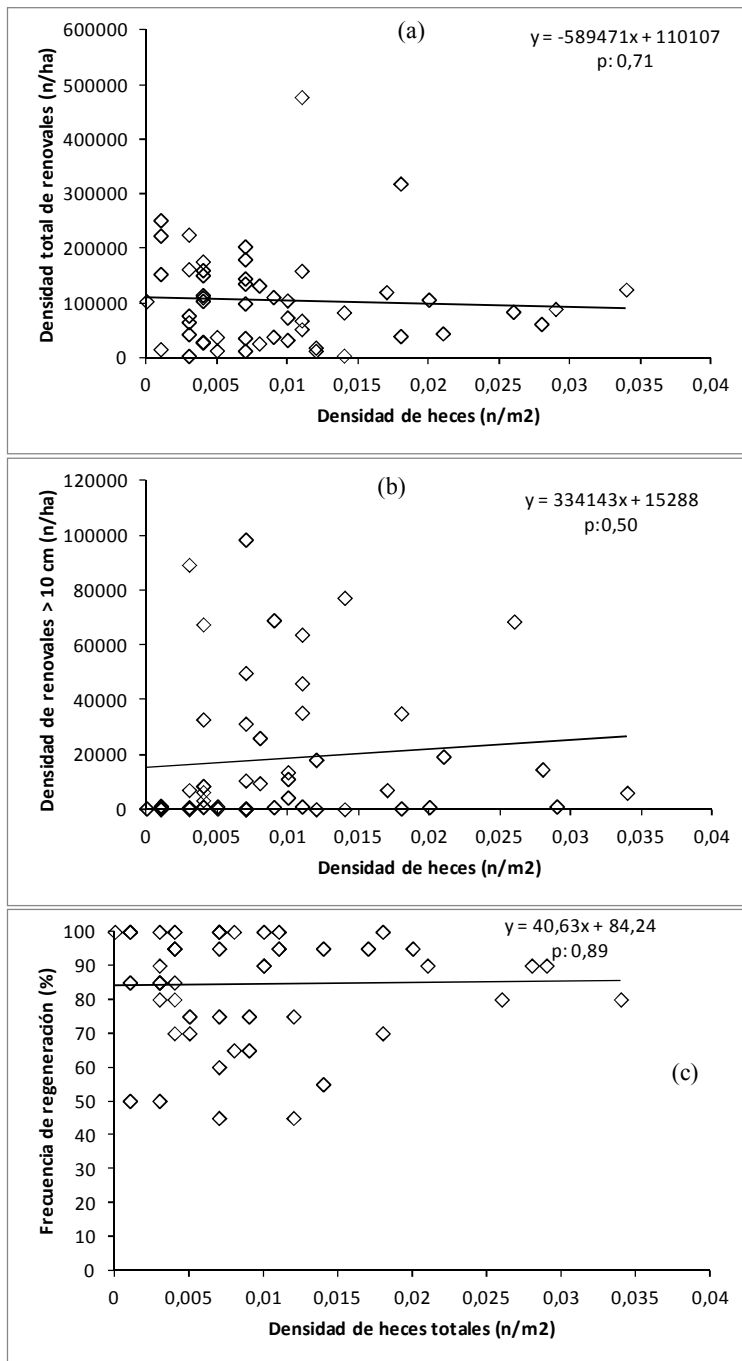 (a)
y = -589471x + 110107
p: 0,71
Densidad total de renovales (n/ha)
600000
500000
400000
300000
200000
100000
0
0 0,005 0,01 0,015 0,02 0,025 0,03 0,035 0,04
Densidad de heces (n/m2)
(b)
y = 334143x + 15288
p:0,50
Densidad de renovales > 10 cm (n/ha)
120000
100000
80000
60000
40000
20000
0
0 0,005 0,01 0,015 0,02 0,025 0,03 0,035 0,04
Densidad de heces (n/m2)
y = 40,63x + 84,24
p: 0,89
(c)
Frecuencia de regeneración (%)
100
90
80
70
60
50
40
30
20
10
0
0 0,005 0,01 0,015 0,02 0,025 0,03 0,035 0,04
Densidad de heces totales (n/m2)